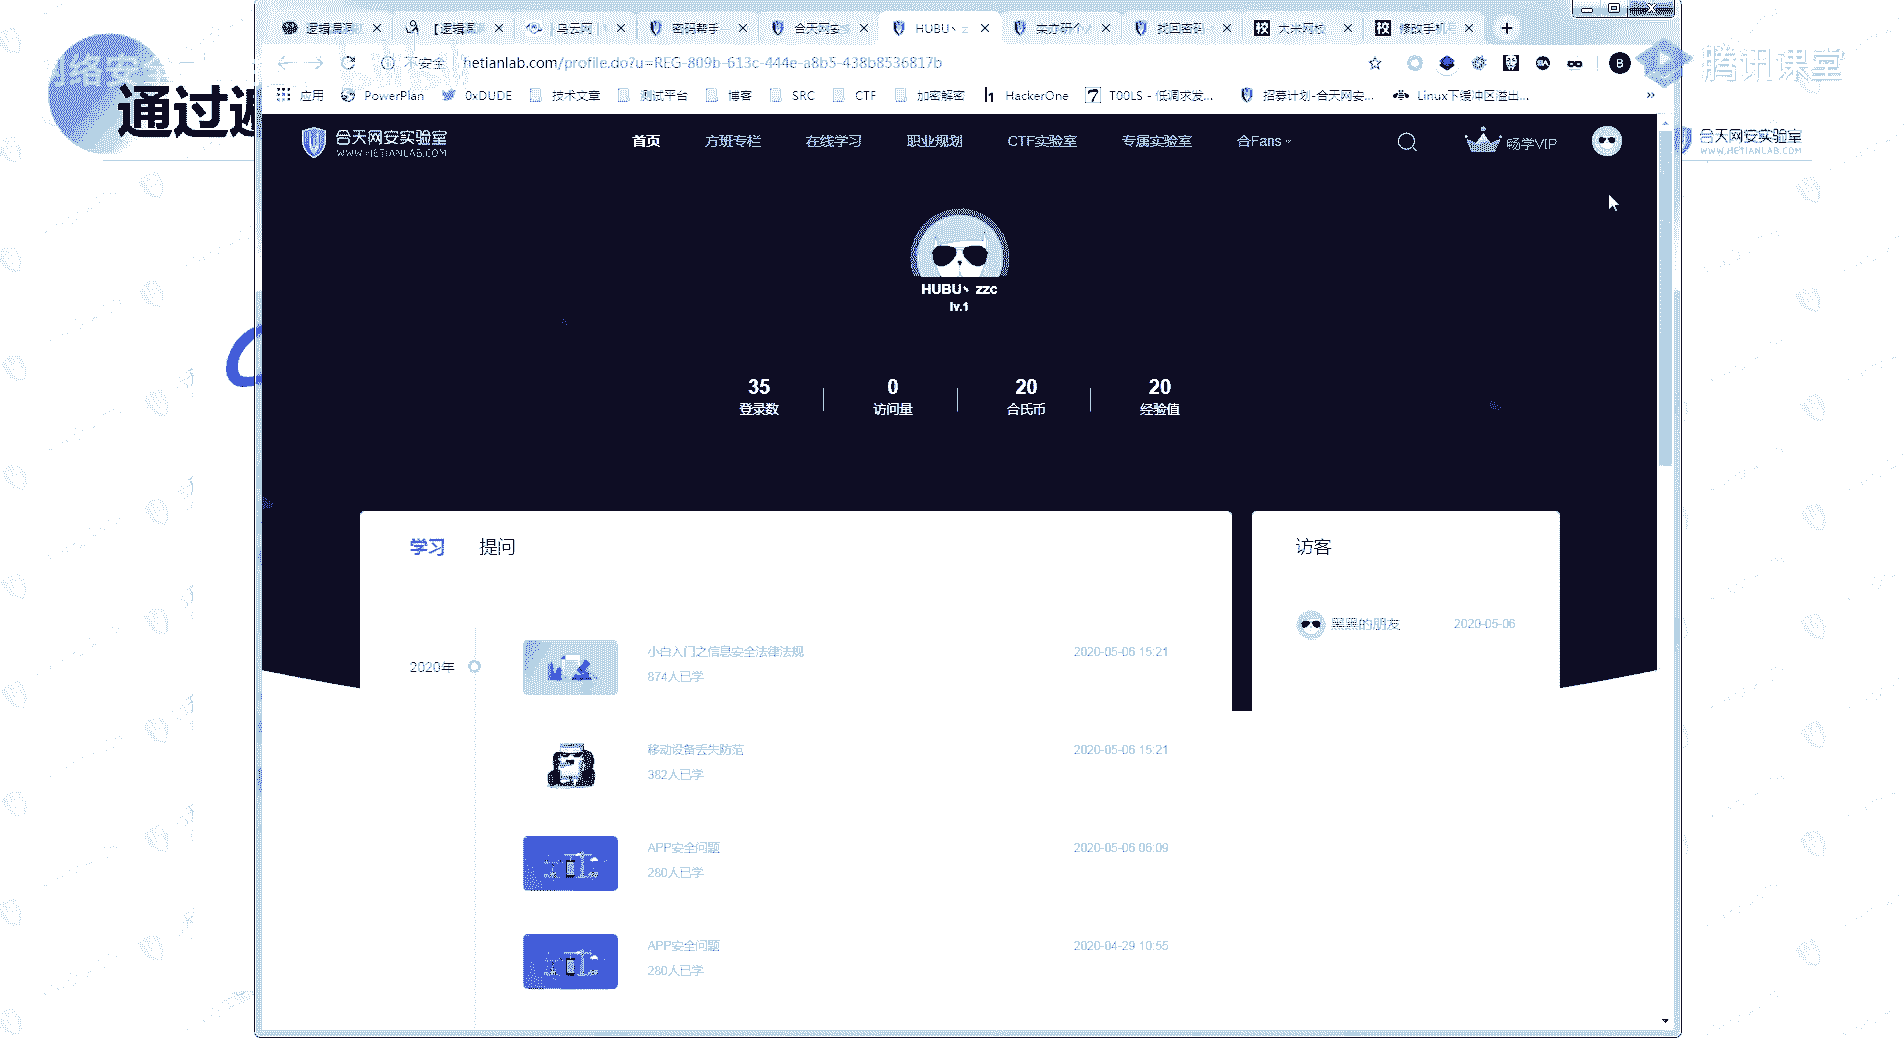 逻辑漏洞
【逻辑漏
乌云网 |
密码帮手
合天网安实
HUBU、z
实亦研个人
找回密码
大米网校
修改手机号
不安全
hetianlab.com/profile.do?u=REG-809b-613c-444e-a8b5-438b8536817b
应用
PowerPlan
0xDUDE
技术文章
测试平台
博客
SRC
CTF
加密解密
HackerOne
T00LS - 低调求发...
招募计划-合天网安...
Linux下缓冲区溢出...
»
腾讯课堂
通过返
合天网安实验室
WWW.HETIANLAB.COM
首页
方班专栏
在线学习
职业规划
CTF实验室
专属实验室
合Fans
畅学VIP
合天网安实验室
WWW.HETIANLAB.COM
HUBU、zzc
lv.1
35
0
20
20
登录数
访问量
合氏币
经验值
学习
提问
访客
黑黑的朋友
2020-05-06
2020年
小白入门之信息安全法律法规
2020-05-06 15:21
874人已学
移动设备丢失防范
2020-05-06 15:21
382人已学
APP安全问题
2020-05-06 06:09
280人已学
APP安全问题
2020-04-29 10:55
280人已学